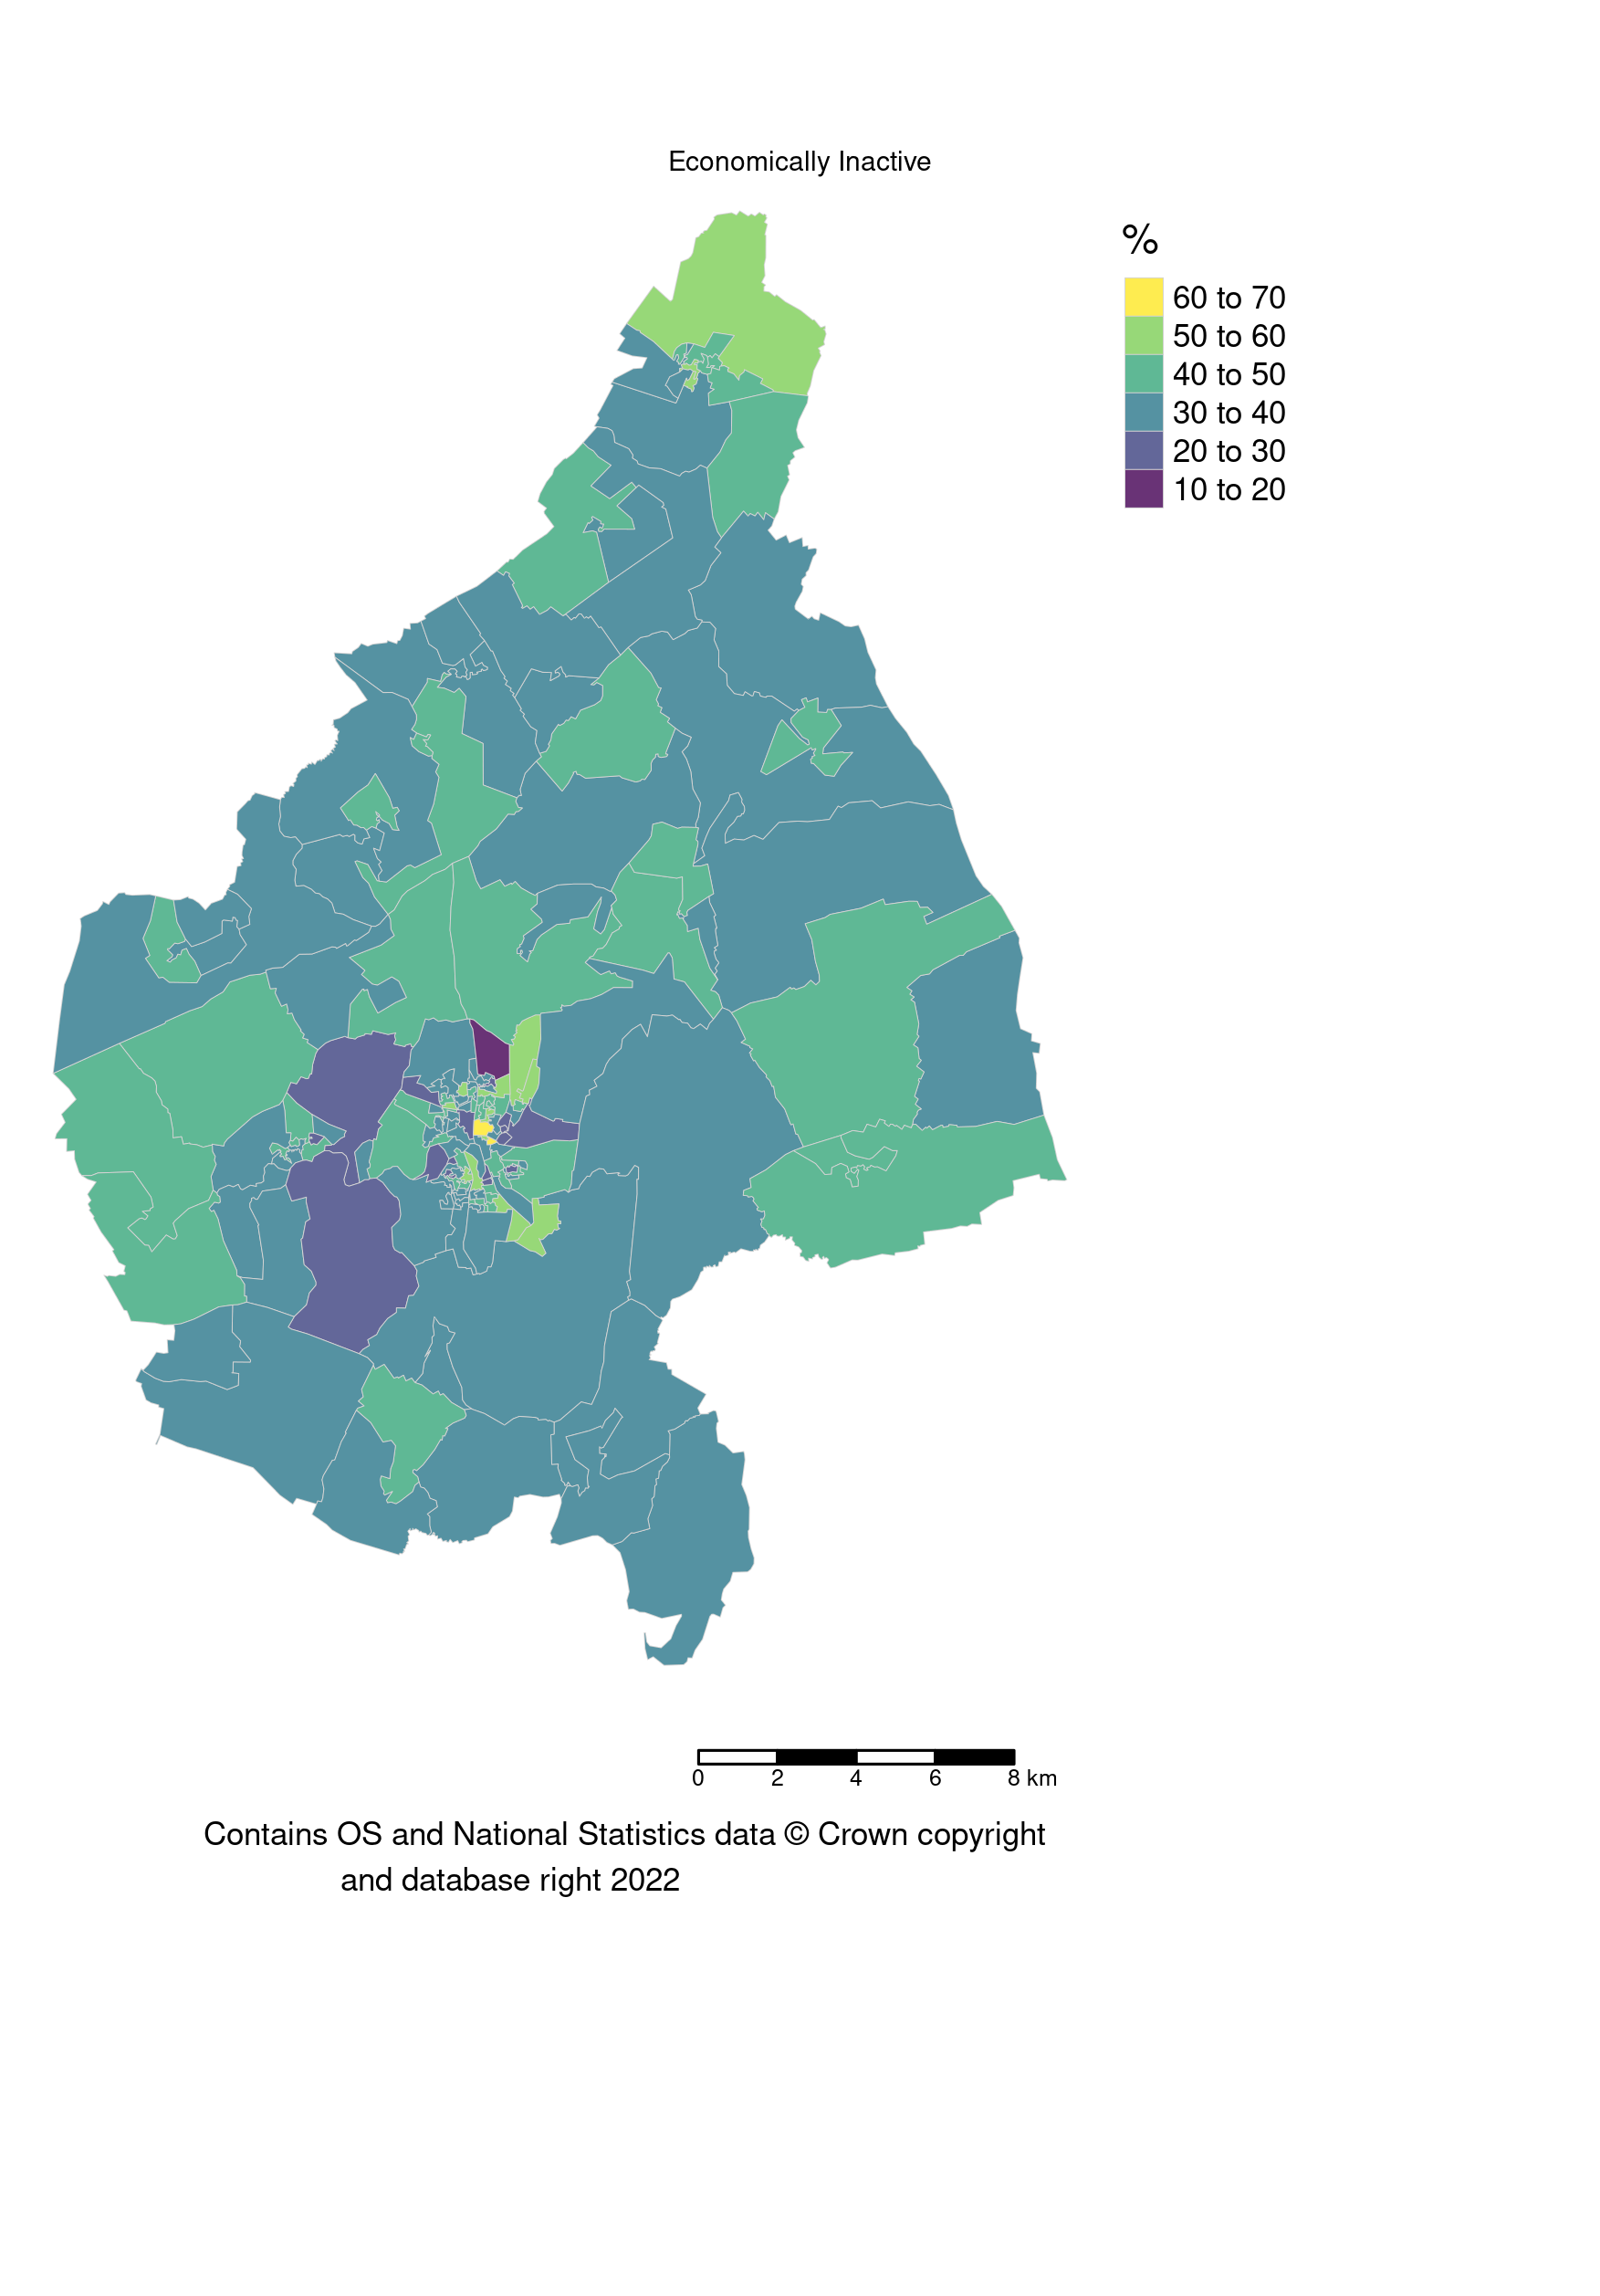 Economically Inactive
%
60 to 70
50 to 60
40 to 50
30 to 40
20 to 30
10 to 20
0 2 4 6 8 km
Contains OS and National Statistics data © Crown copyright
and database right 2022